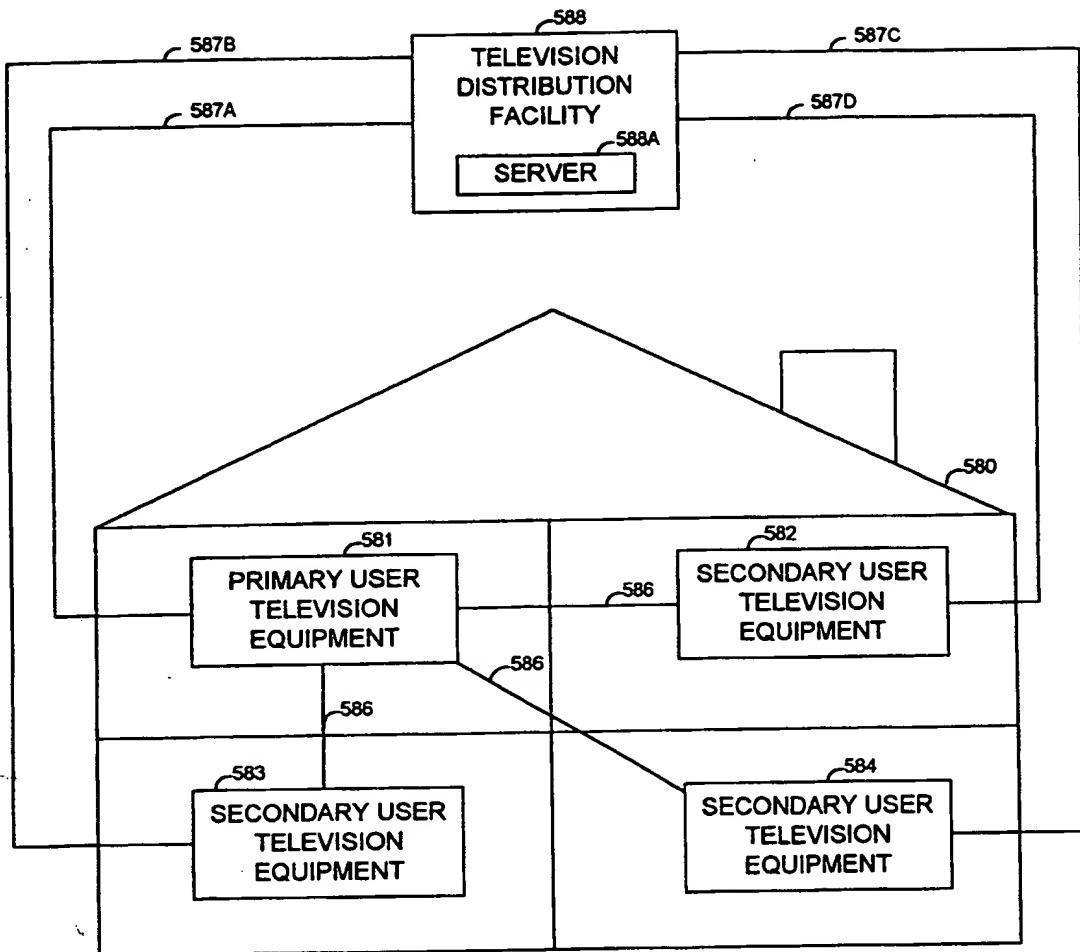 588
587B
587C
TELEVISION
DISTRIBUTION
FACILITY
587A
587D
588A
SERVER
580
581
582
PRIMARY USER
TELEVISION
EQUIPMENT
SECONDARY USER
TELEVISION
EQUIPMENT
586
586
586
583
584
SECONDARY USER
TELEVISION
EQUIPMENT
SECONDARY USER
TELEVISION
EQUIPMENT